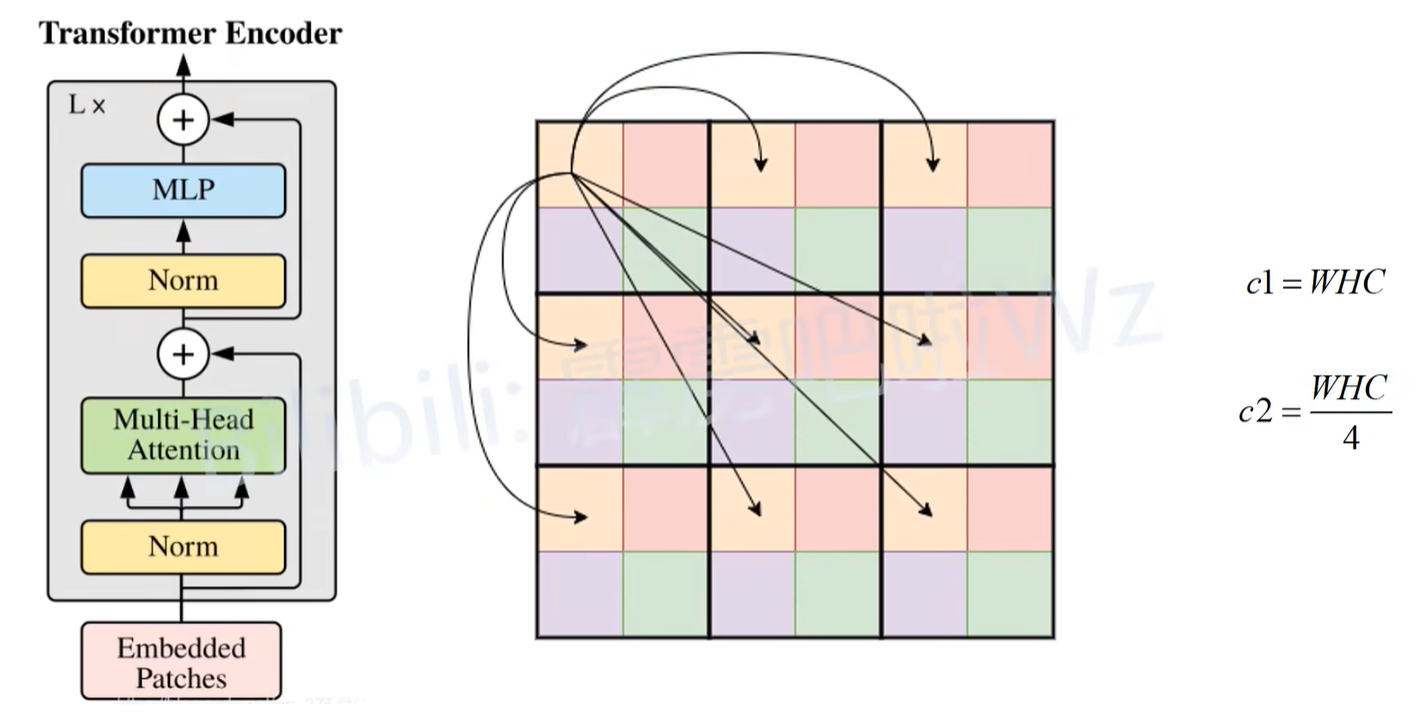 Transformer Encoder
L x
+
MLP
Norm
+
Multi-Head
Attention
Norm
Embedded
Patches
c1 = WHC
c2 = WHC
4
Bilibili: 霹雳吧啦Wz